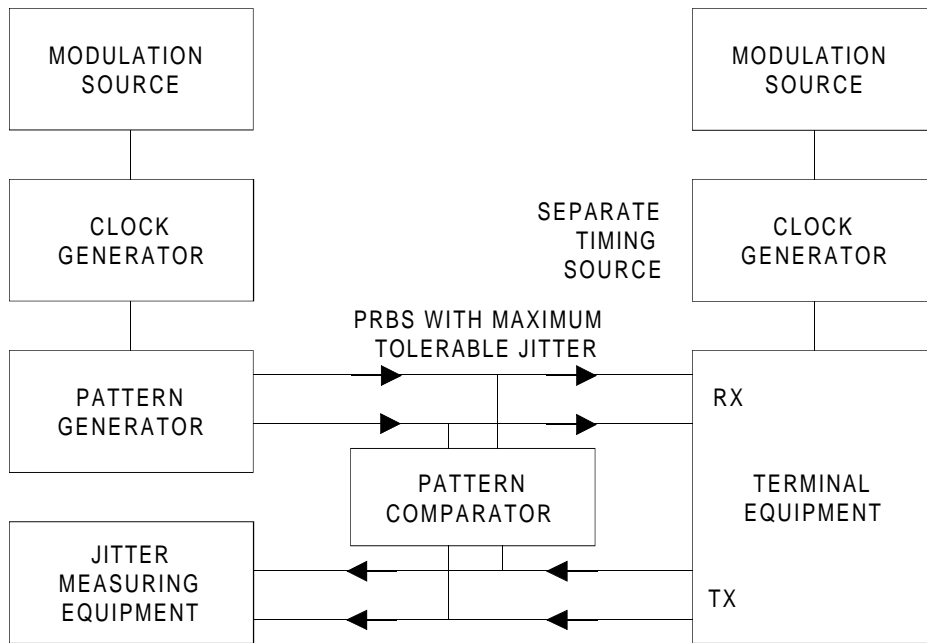 MODULATION
SOURCE
MODULATION
SOURCE
CLOCK
GENERATOR
SEPARATE
TIMING
SOURCE
CLOCK
GENERATOR
PRBS WITH MAXIMUM
TOLERABLE JITTER
PATTERN
GENERATOR
RX
PATTERN
COMPARATOR
TERMINAL
EQUIPMENT
JITTER
MEASURING
EQUIPMENT
TX